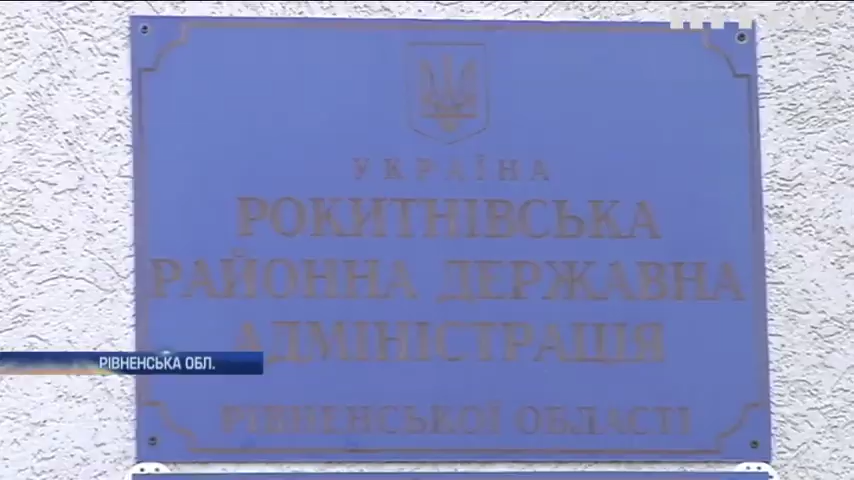 УКРАЇНА
РОКИТНІВСЬКА
РАЙОННА ДЕРЖАВНА
АДМІНІСТРАЦІЯ
РІВНЕНСЬКА ОБЛ.
РІВНЕНСЬКОЇ ОБЛАСТІ